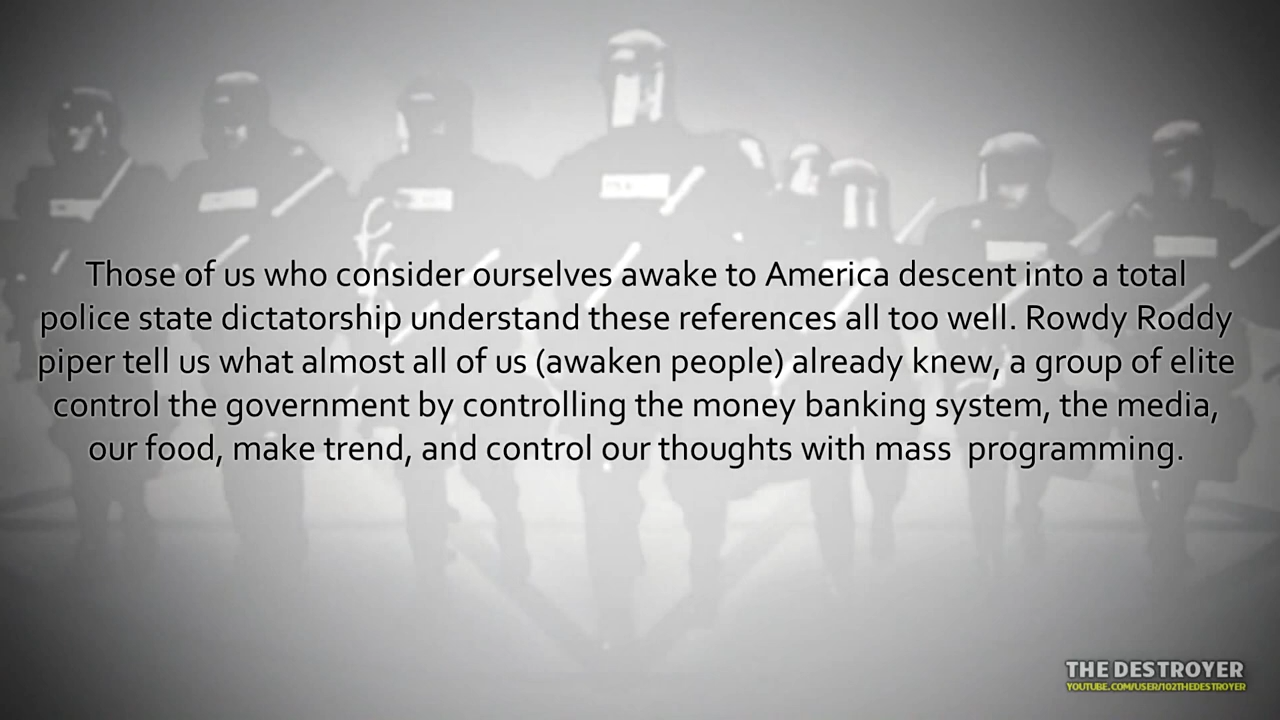 Those of us who consider ourselves awake to America descent into a total
police state dictatorship understand these references all too well. Rowdy Roddy
piper tell us what almost all of us (awaken people) already knew, a group of elite
control the government by controlling the money banking system, the media,
our food, make trend, and control our thoughts with mass  programming.
THE DESTROYER
YOUTUBE.COM/USER/102THEDESTROYER